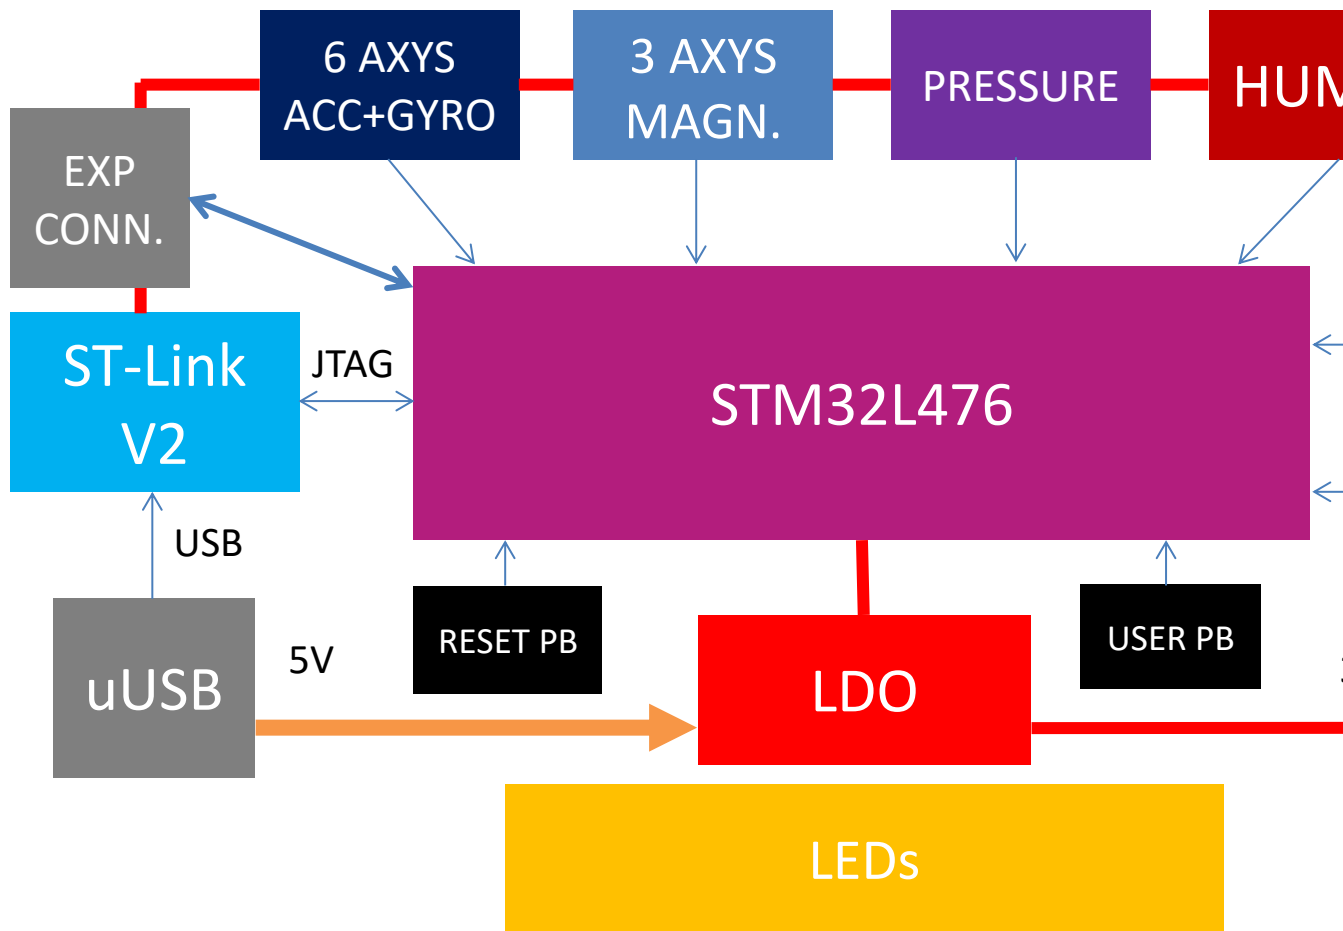 6 AXYS
ACC+GYRO
3 AXYS
MAGN.
PRESSURE
HUM
EXP
CONN.
ST-Link
V2
JTAG
STM32L476
USB
uUSB
5V
RESET PB
LDO
USER PB
LEDs